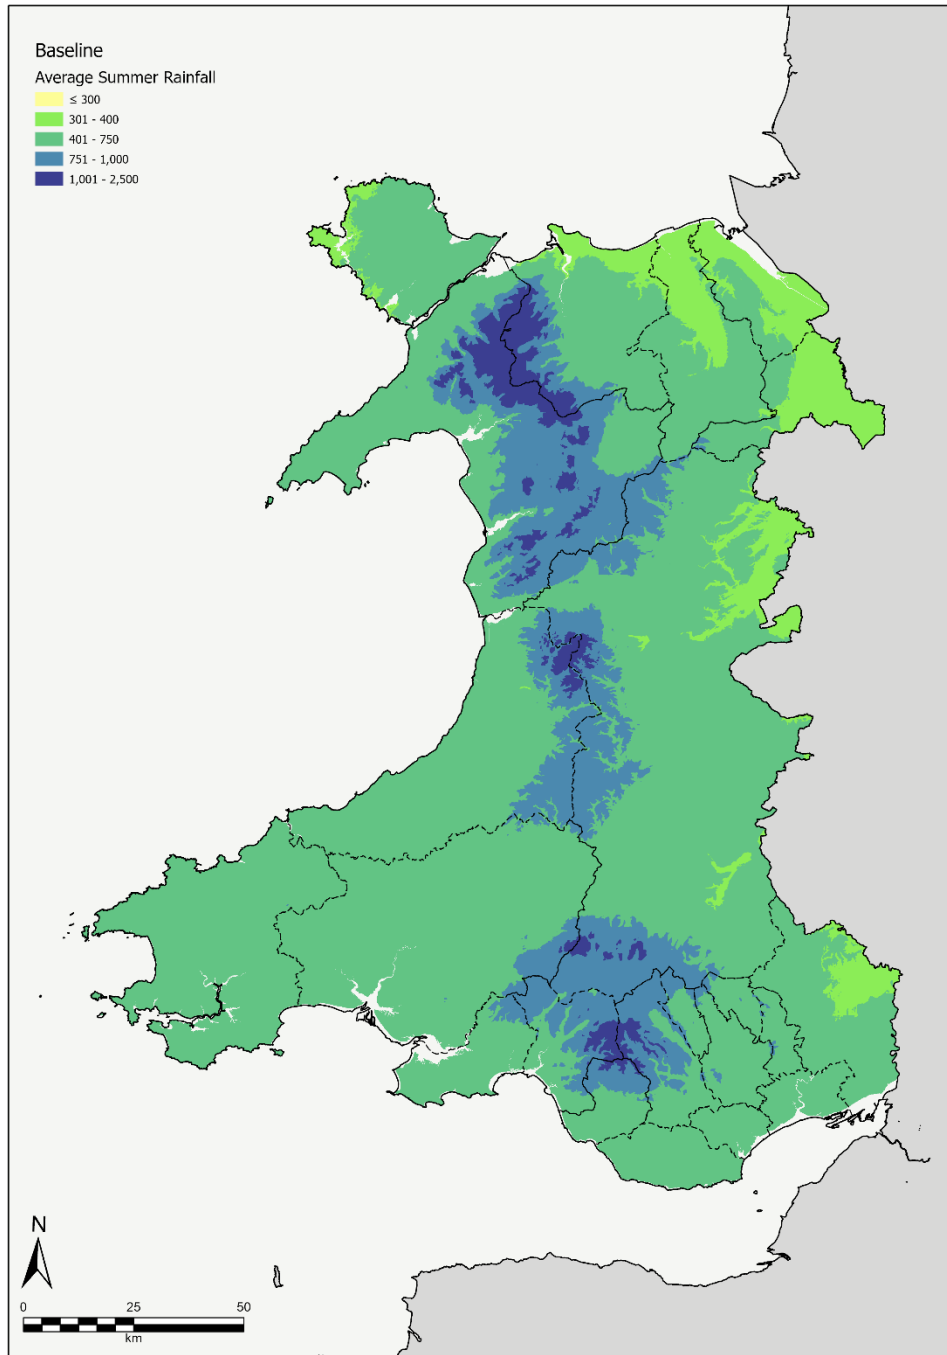 Baseline
Average Summer Rainfall
≤ 300
301 - 400
401 - 750
751 - 1,000
1,001 - 2,500
N
0 25 50
km